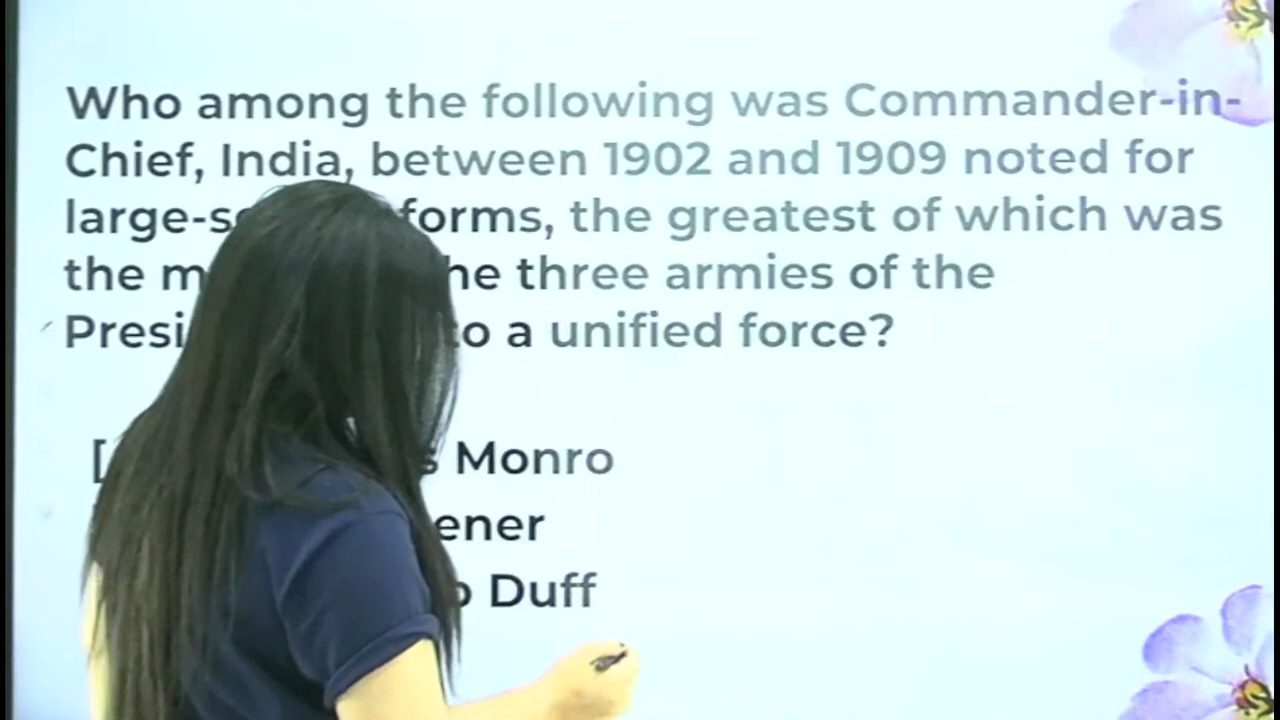 Who among the following was Commander-in-
Chief, India, between 1902 and 1909 noted for
large-s forms, the greatest of which was
the m he three armies of the
Presi o a unified force?
[ s Monro
ener
o Duff